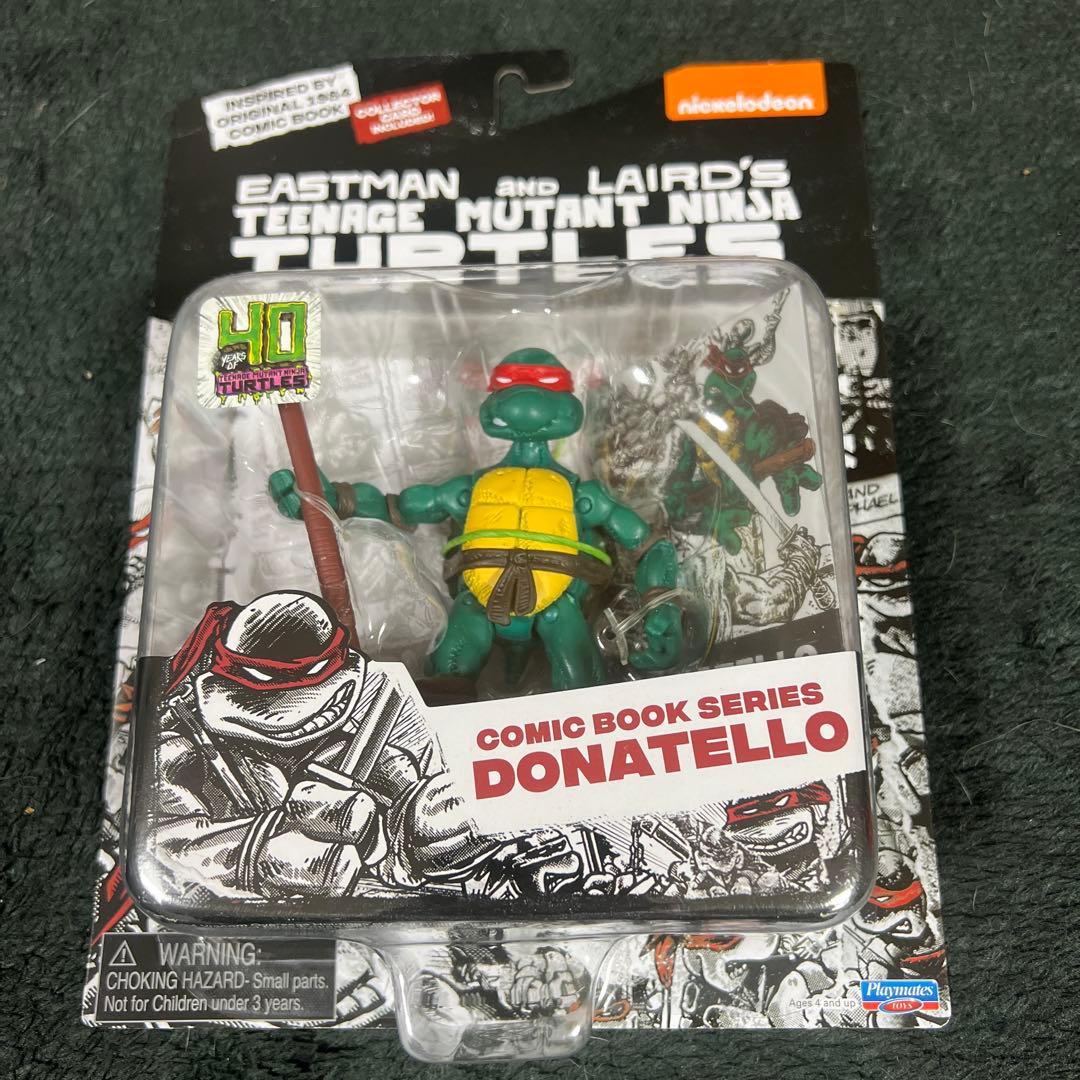 INSPIRED BY
ORIGINAL 1984
COMIC BOOK
COLLECTOR
CARD
INCLUDED!
nickelodeon
EASTMAN AND LAIRD'S
TEENAGE MUTANT NINJA
TURTLES
40
YEARS
OF
TEENAGE MUTANT NINJA
TURTLES
AND
COMIC BOOK SERIES
DONATELLO
WARNING:
CHOKING HAZARD- Small parts.
Not for Children under 3 years.
Ages 4 and up
Playmates
TOYS